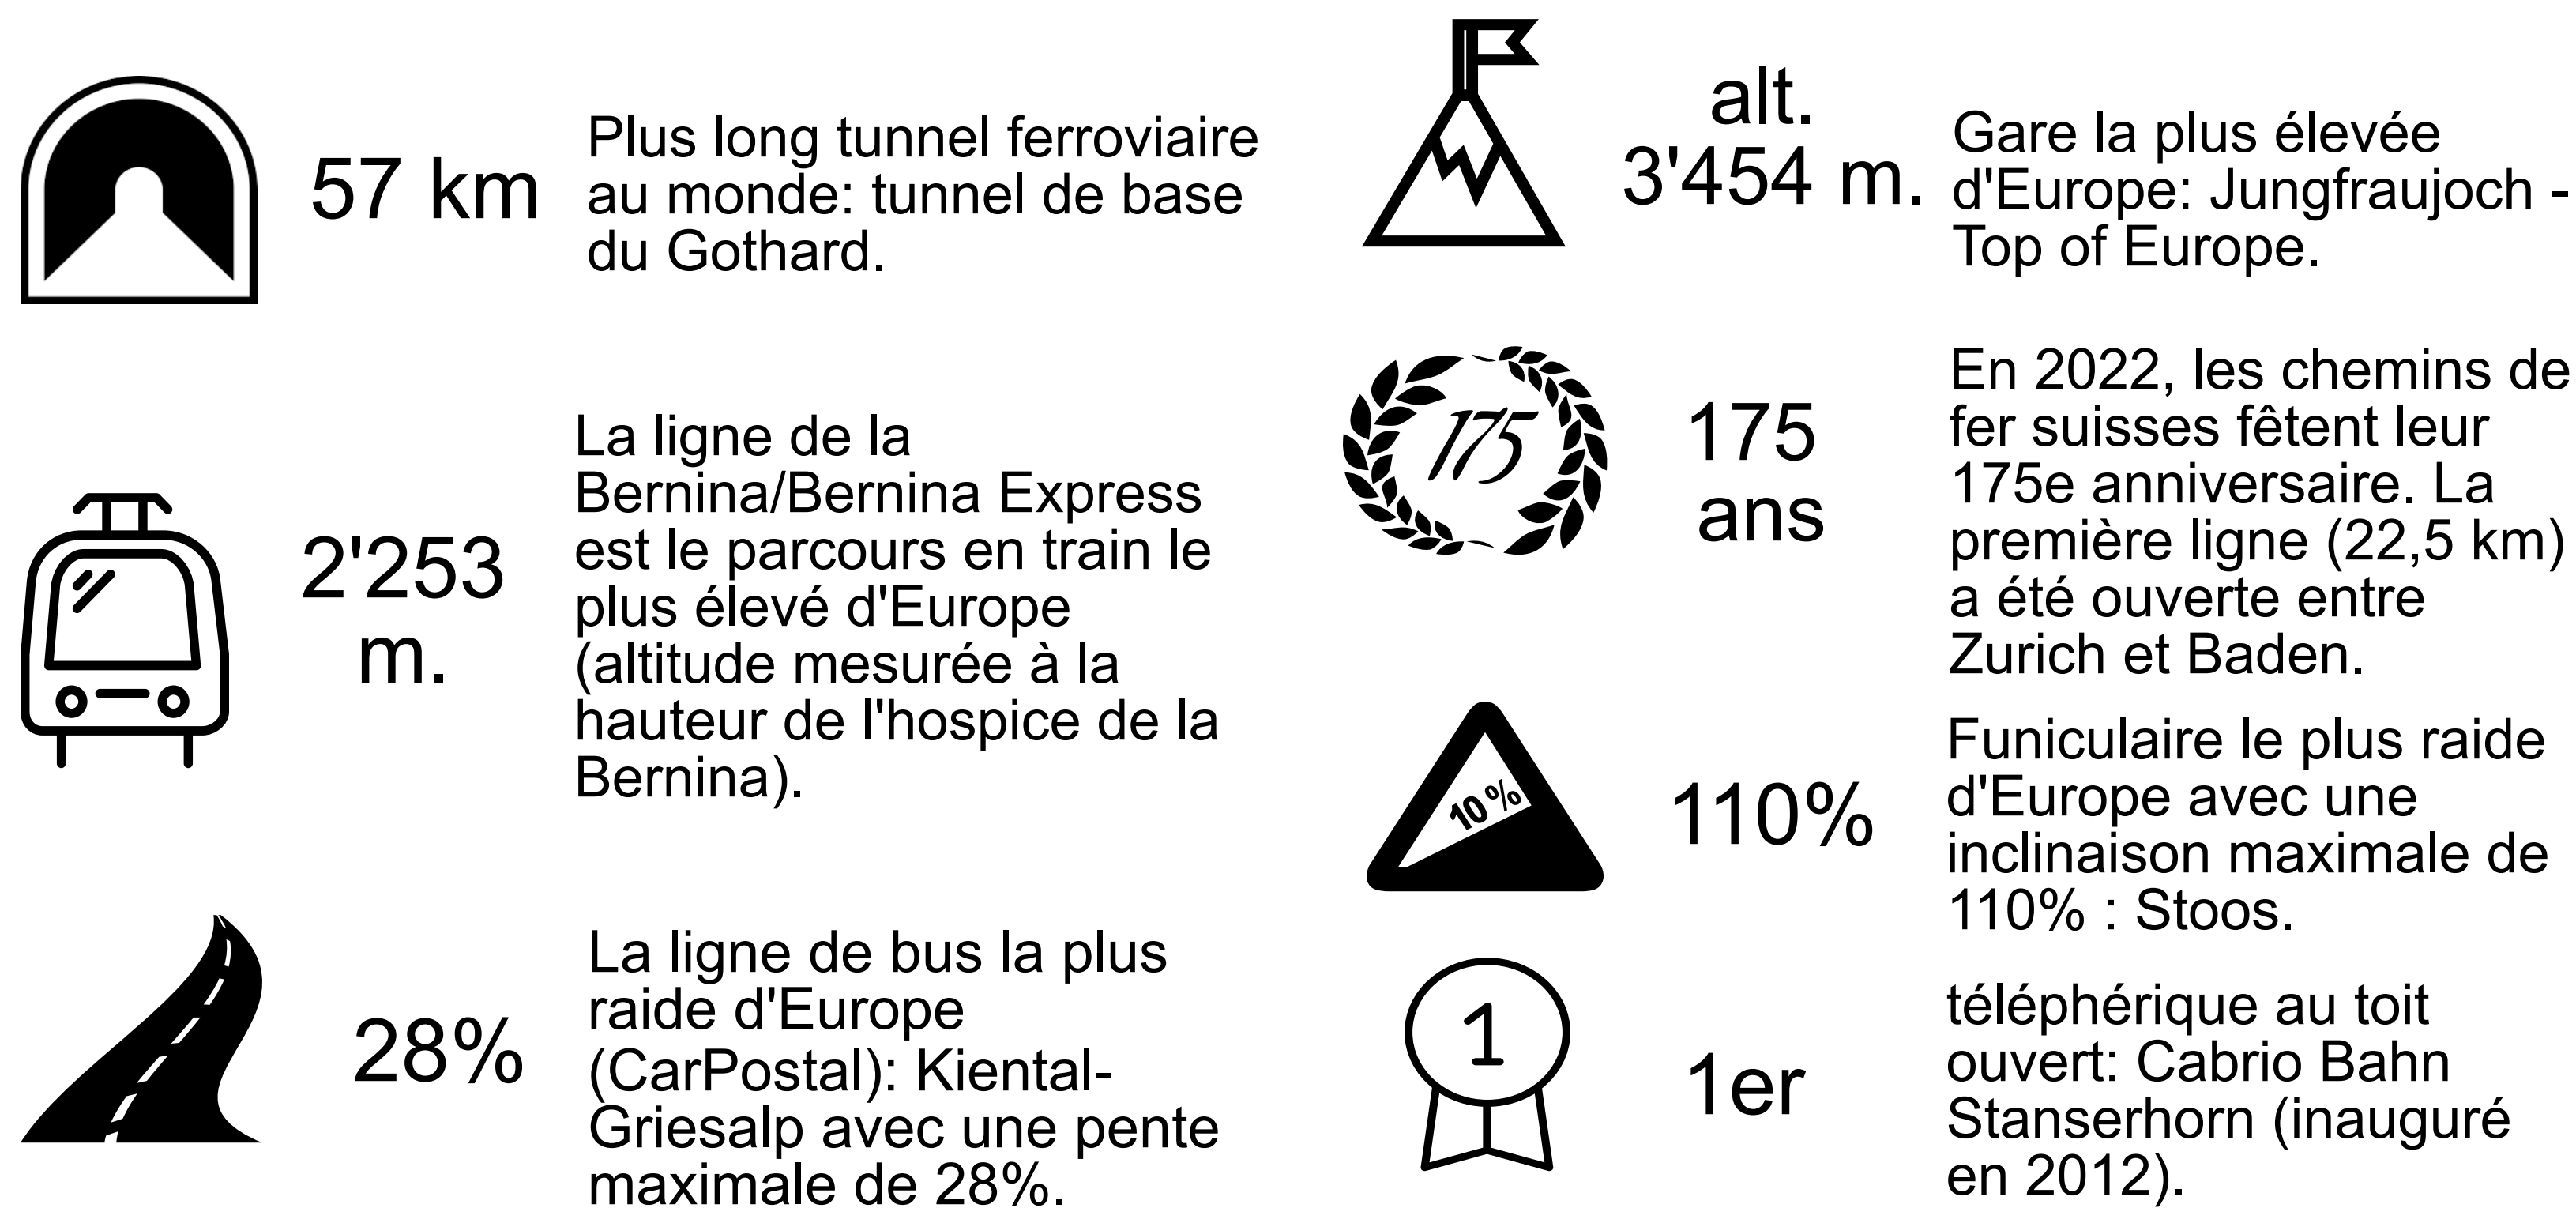 57 km
Plus long tunnel ferroviaire
au monde: tunnel de base
du Gothard.
2'253
m.
La ligne de la
Bernina/Bernina Express
est le parcours en train le
plus élevé d'Europe
(altitude mesurée à la
hauteur de l'hospice de la
Bernina).
28%
La ligne de bus la plus
raide d'Europe
(CarPostal): Kiental-
Griesalp avec une pente
maximale de 28%.
alt.
3'454 m.
Gare la plus élevée
d'Europe: Jungfraujoch -
Top of Europe.
175
175
ans
En 2022, les chemins de
fer suisses fêtent leur
175e anniversaire. La
première ligne (22,5 km)
a été ouverte entre
Zurich et Baden.
10 %
110%
Funiculaire le plus raide
d'Europe avec une
inclinaison maximale de
110% : Stoos.
1
1er
téléphérique au toit
ouvert: Cabrio Bahn
Stanserhorn (inauguré
en 2012).